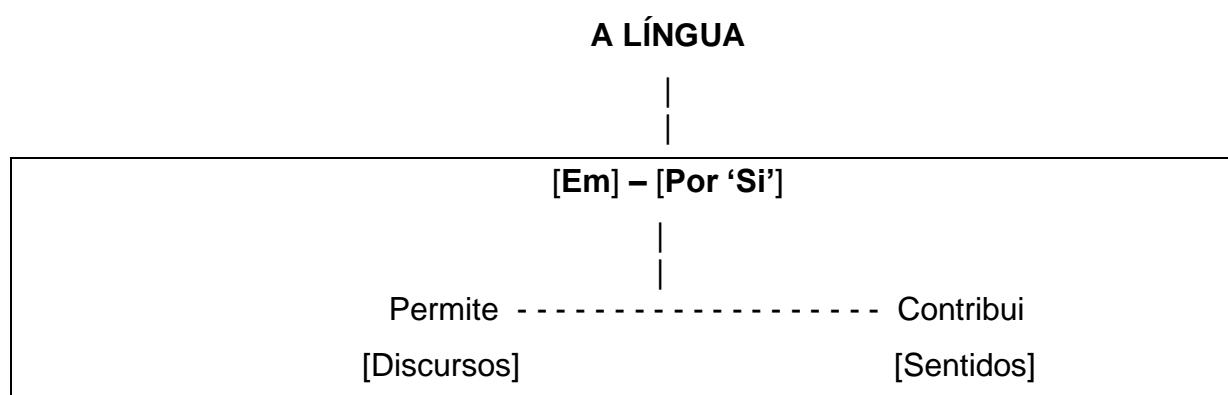 A LÍNGUA
[Em] – [Por ‘Si’]
Permite - - - - - - - - - - - - - - - - - - - Contribui
[Discursos] [Sentidos]